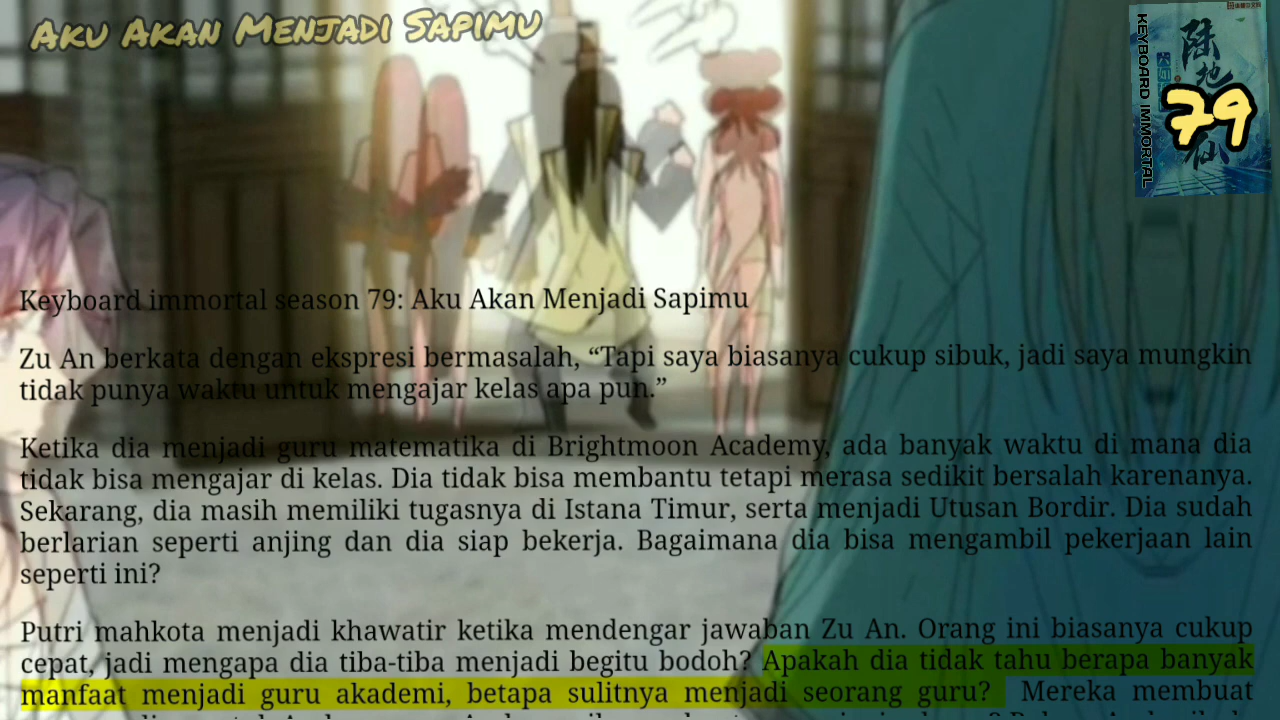 Aku Akan Menjadi Sapimu
KEYBOARD IMMORTAL
陆地
仙
79
Keyboard immortal season 79: Aku Akan Menjadi Sapimu
Zu An berkata dengan ekspresi bermasalah, “Tapi saya biasanya cukup sibuk, jadi saya mungkin
tidak punya waktu untuk mengajar kelas apa pun.”
Ketika dia menjadi guru matematika di Brightmoon Academy, ada banyak waktu di mana dia
tidak bisa mengajar di kelas. Dia tidak bisa membantu tetapi merasa sedikit bersalah karenanya.
Sekarang, dia masih memiliki tugasnya di Istana Timur, serta menjadi Utusan Bordir. Dia sudah
berlarian seperti anjing dan dia siap bekerja. Bagaimana dia bisa mengambil pekerjaan lain
seperti ini?
Putri mahkota menjadi khawatir ketika mendengar jawaban Zu An. Orang ini biasanya cukup
cepat, jadi mengapa dia tiba-tiba menjadi begitu bodoh? Apakah dia tidak tahu berapa banyak
manfaat menjadi guru akademi, betapa sulitnya menjadi seorang guru? Mereka membuat